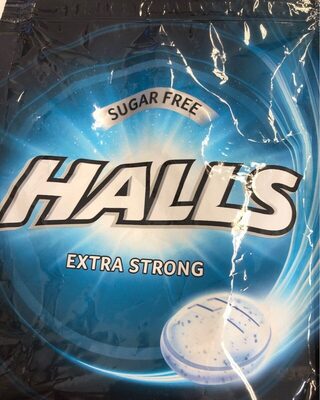 SUGAR FREE
HALLS
EXTRA STRONG